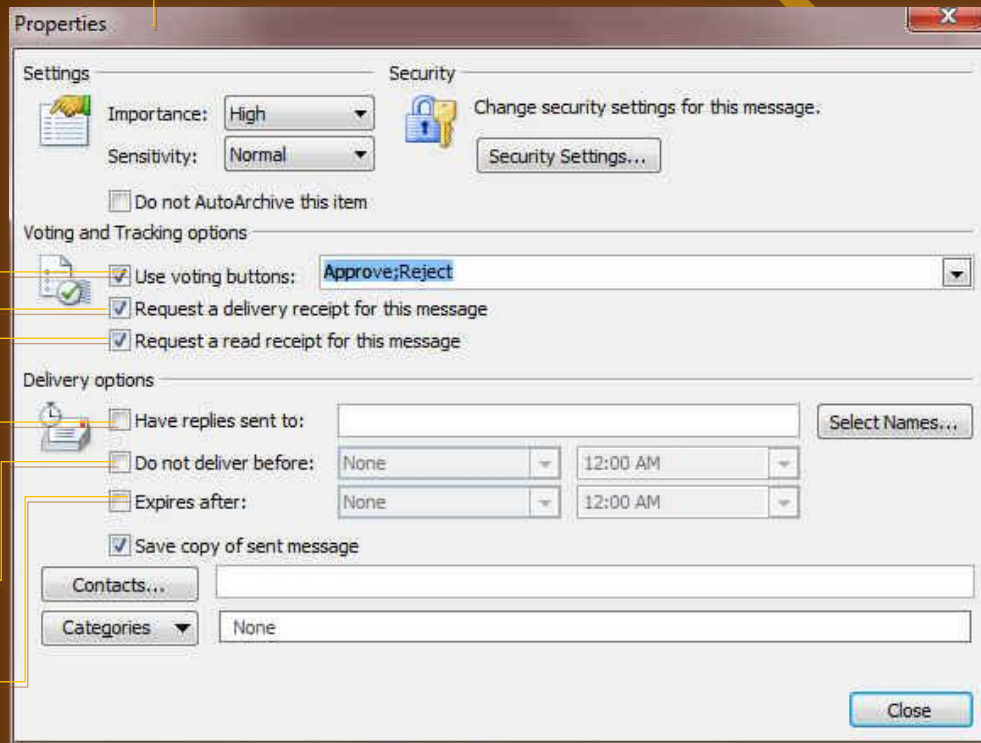 Properties
Settings Security
Importance: High Change security settings for this message.
Sensitivity: Normal Security Settings...
Do not AutoArchive this item
Voting and Tracking options
Use voting buttons: Approve;Reject
Request a delivery receipt for this message
Request a read receipt for this message
Delivery options
Have replies sent to: Select Names...
Do not deliver before: None 12:00 AM
Expires after: None 12:00 AM
Save copy of sent message
Contacts...
Categories None
Close